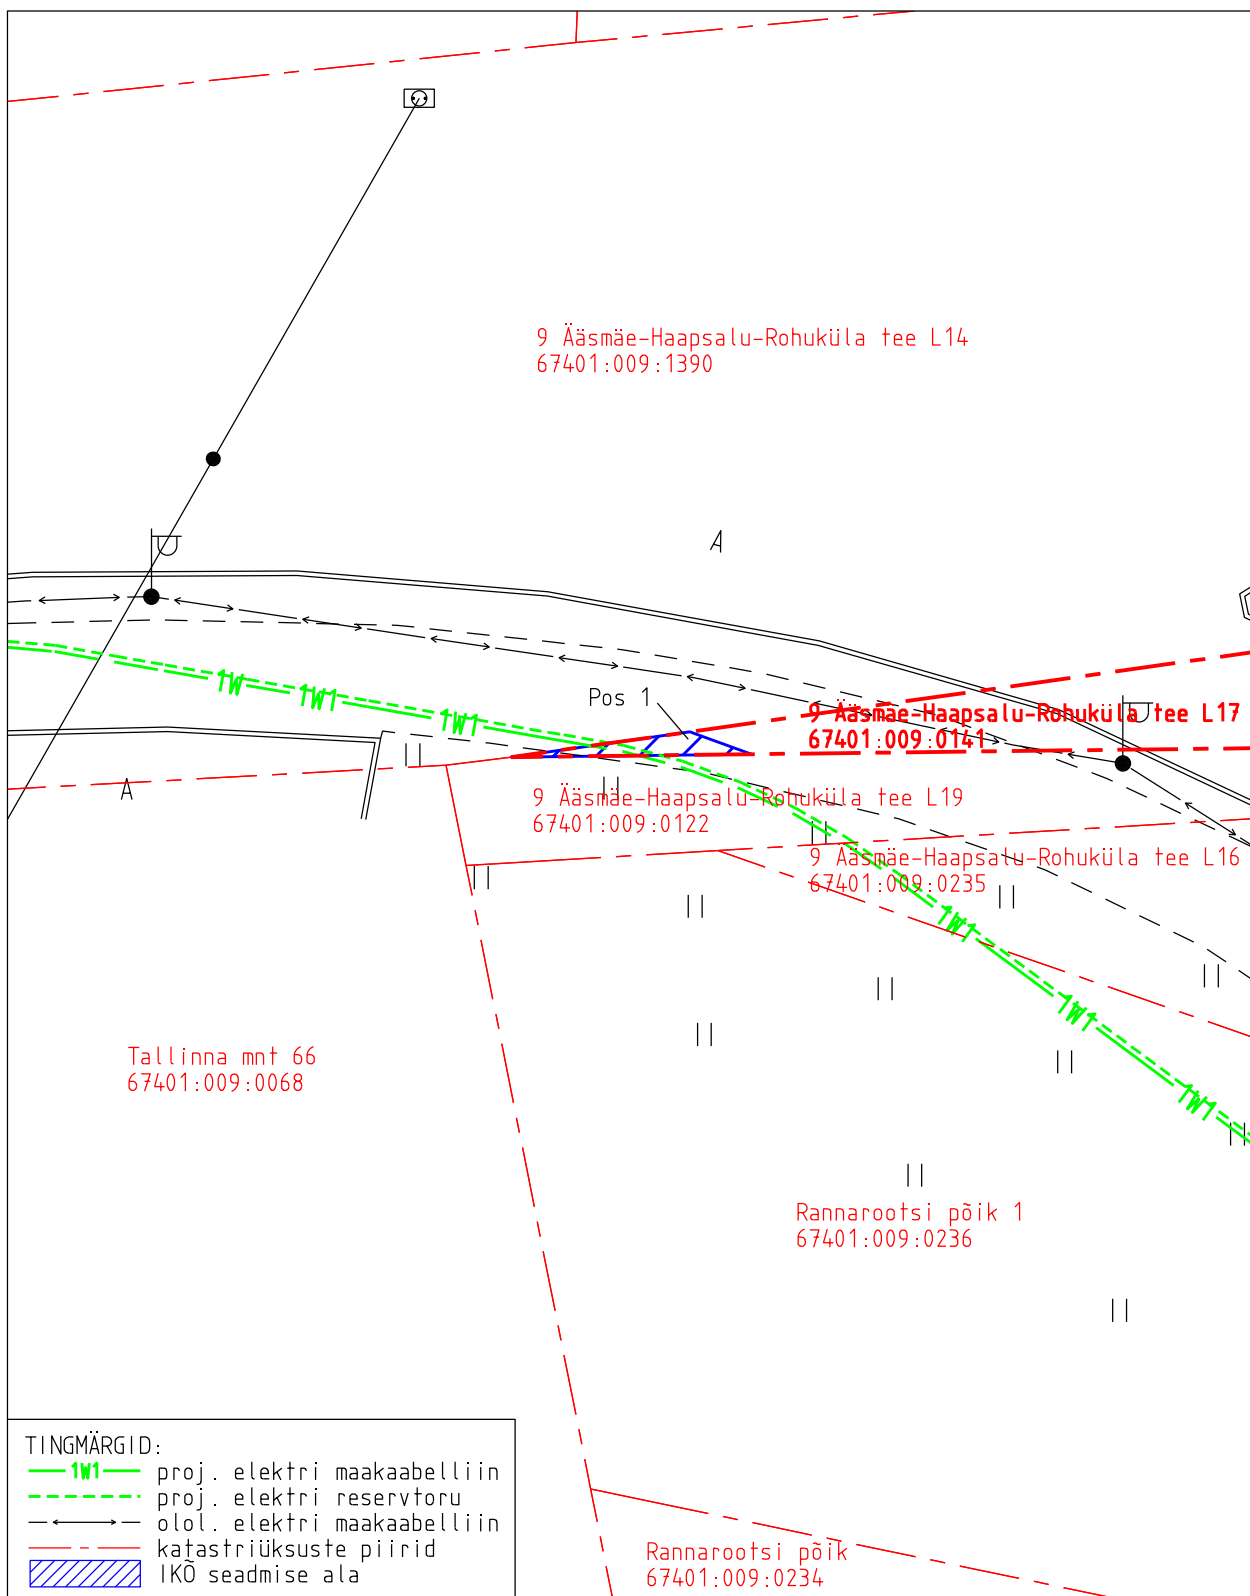 9 Ääsmäe-Haapsalu-Rohuküla tee L14
67401:009:1390
A
1W
1W1
1W1
Pos 1
9 Ääsmäe-Haapsalu-Rohuküla tee L17
67401:009:0141
A
9 Ääsmäe-Haapsalu-Rohuküla tee L19
67401:009:0122
9 Ääsmäe-Haapsalu-Rohuküla tee L16
67401:009:0235
1W1
1W1
1W1
Tallinna mnt 66
67401:009:0068
Rannarootsi põik 1
67401:009:0236
TINGMÄRGID:
1W1 proj. elektri maakaabelliin
proj. elektri reservtoru
olol. elektri maakaabelliin
katastriüksuste piirid
IKÕ seadmise ala
Rannarootsi põik
67401:009:0234